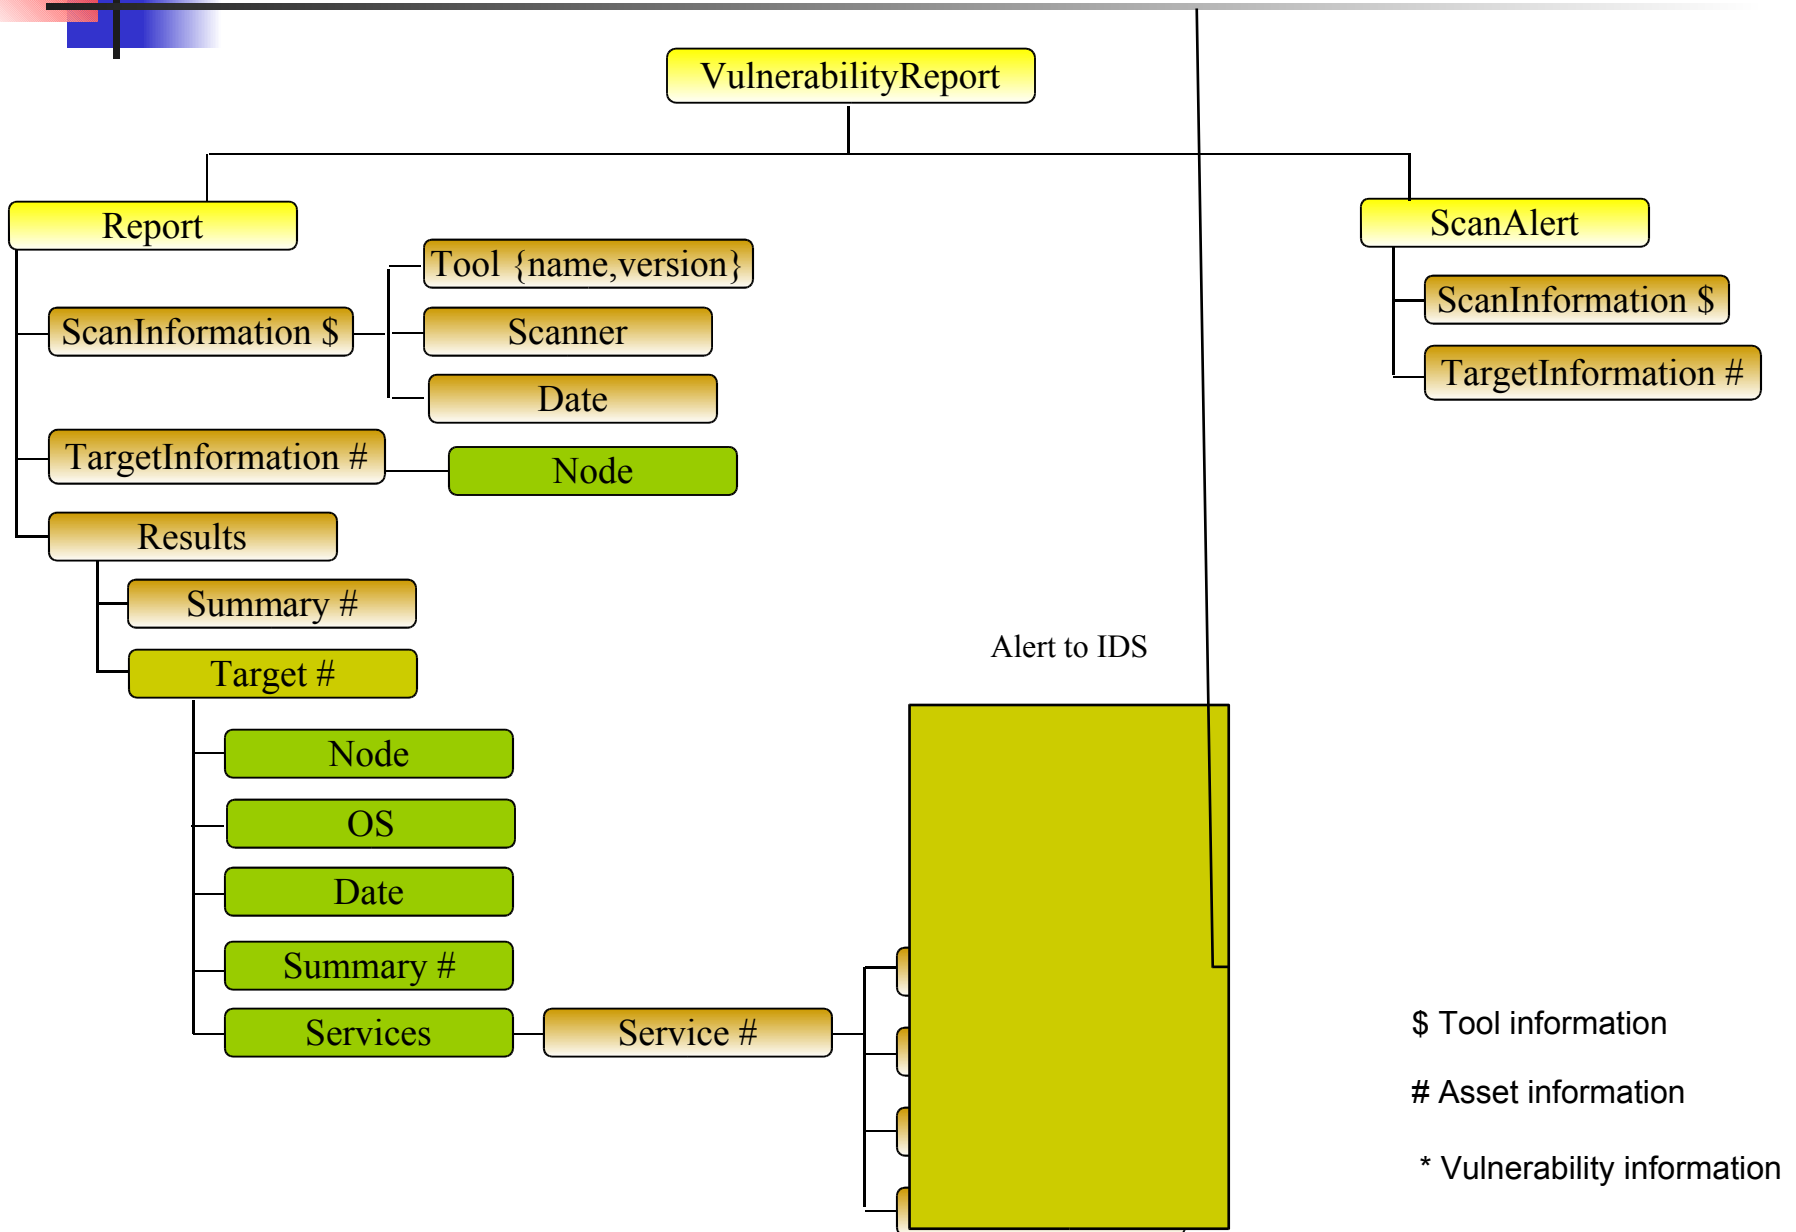 VulnerabilityReport
Report
ScanInformation $
Tool {name,version}
Scanner
Date
TargetInformation #
Node
Results
Summary #
Target #
Node
OS
Date
Summary #
Services
Service #
Alert to IDS
ScanAlert
ScanInformation $
TargetInformation #
$ Tool information
# Asset information
* Vulnerability information